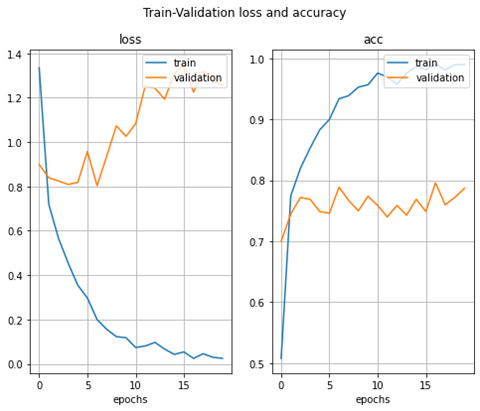 Train-Validation loss and accuracy
loss
train
validation
1.4
1.2
1.0
0.8
0.6
0.4
0.2
0.0
0 5 10 15
epochs
acc
train
validation
1.0
0.9
0.8
0.7
0.6
0.5
0 5 10 15
epochs